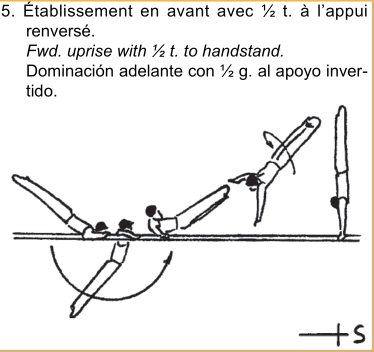 5. Établissement en avant avec ½ t. à l'appui
renversé.
Fwd. uprise with ½ t. to handstand.
Dominación adelante con ½ g. al apoyo inver-
tido.
S